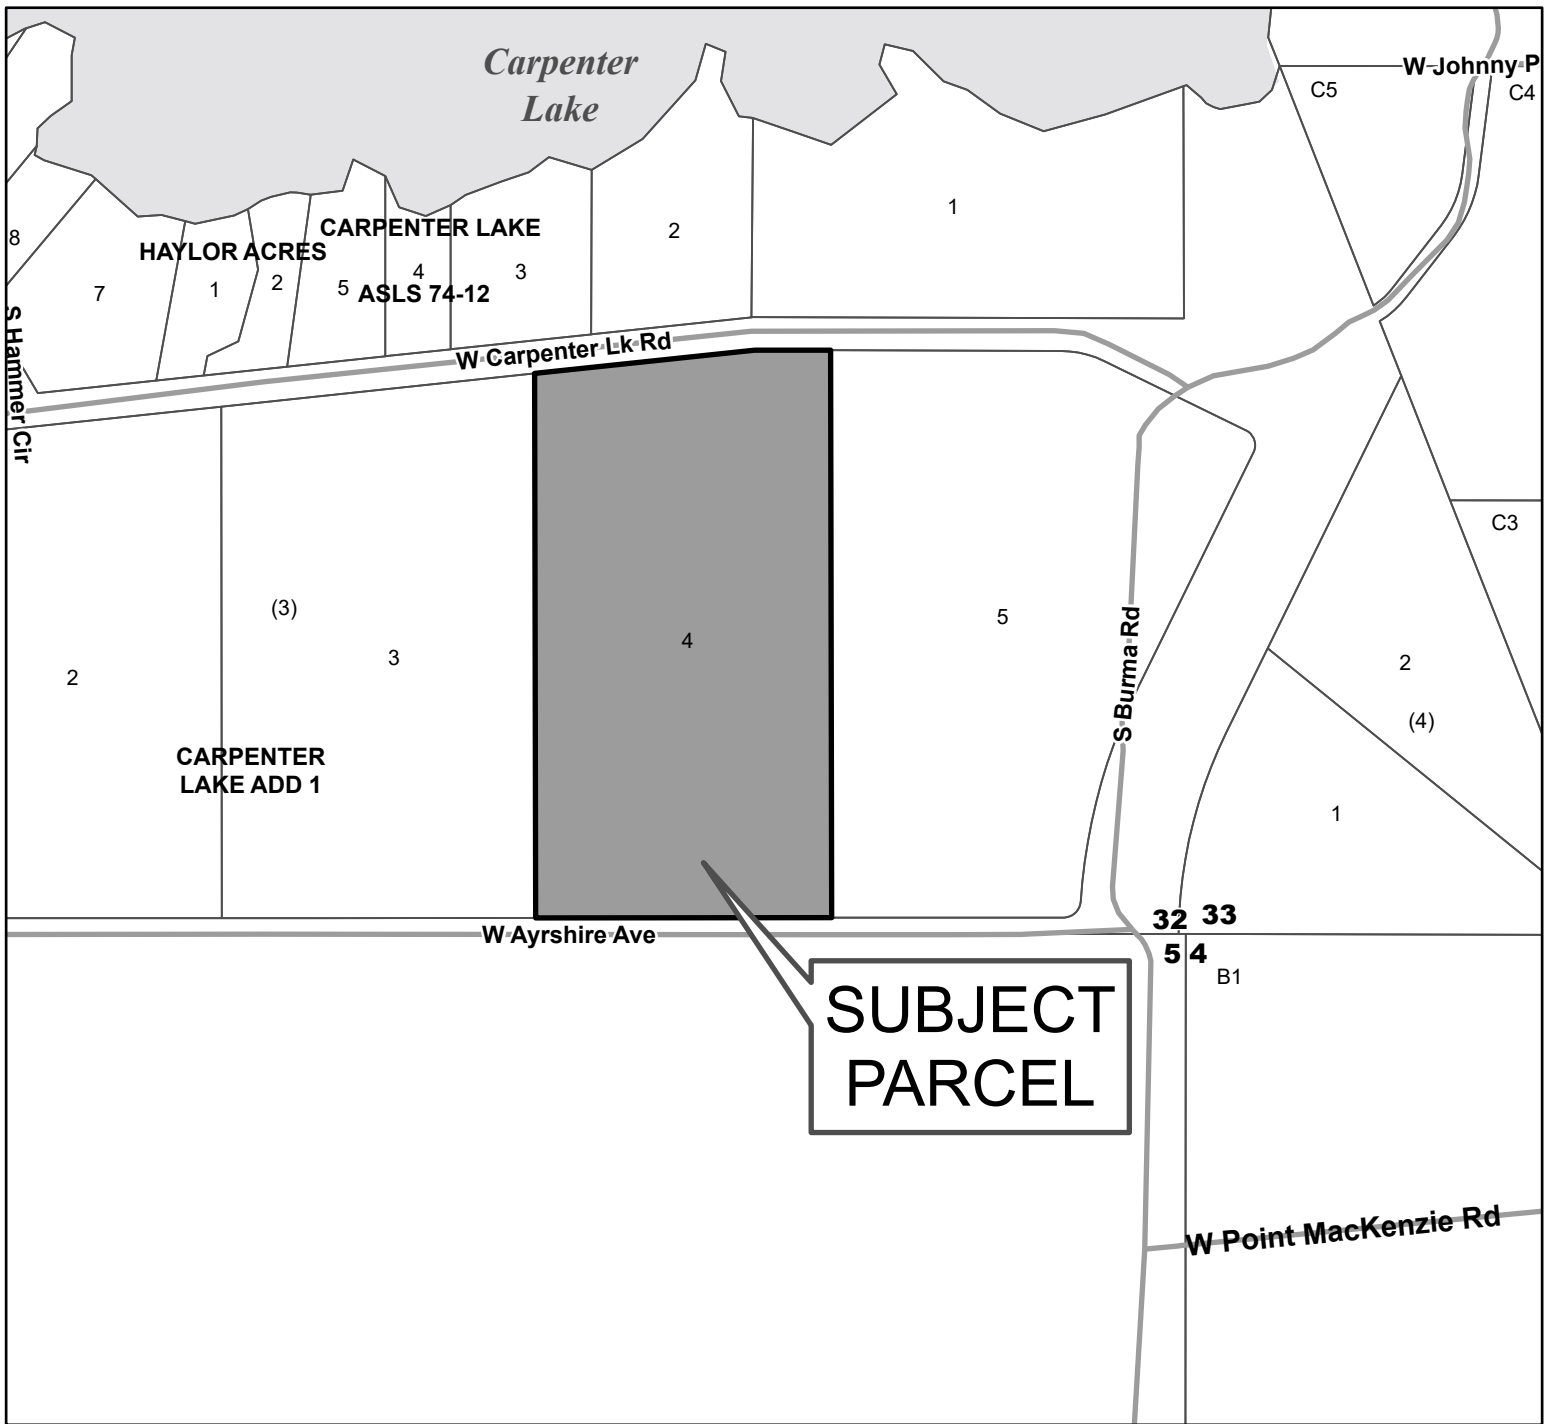 Carpenter
Lake
W Johnny P
C5
C4
1
2
8
HAYLOR ACRES
CARPENTER LAKE
7
1
2
5
4
3
ASLS 74-12
S Hammer Cir
W Carpenter Lk Rd
C3
(3)
5
4
3
2
2
S Burma Rd
(4)
CARPENTER
LAKE ADD 1
1
32
33
W Ayrshire Ave
5
4
B1
SUBJECT
PARCEL
W Point MacKenzie Rd